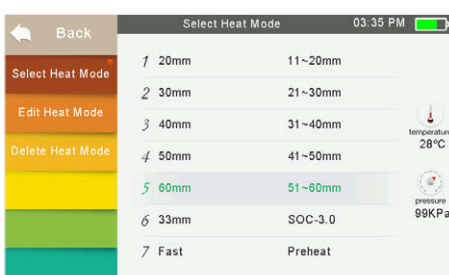 Back
Select Heat Mode 03:35 PM
Select Heat Mode
Edit Heat Mode
Delete Heat Mode
1 20mm 11~20mm
2 30mm 21~30mm
3 40mm 31~40mm
4 50mm 41~50mm
5 60mm 51~60mm
6 33mm SOC-3.0
7 Fast Preheat
temperature
28°C
pressure
99KPa